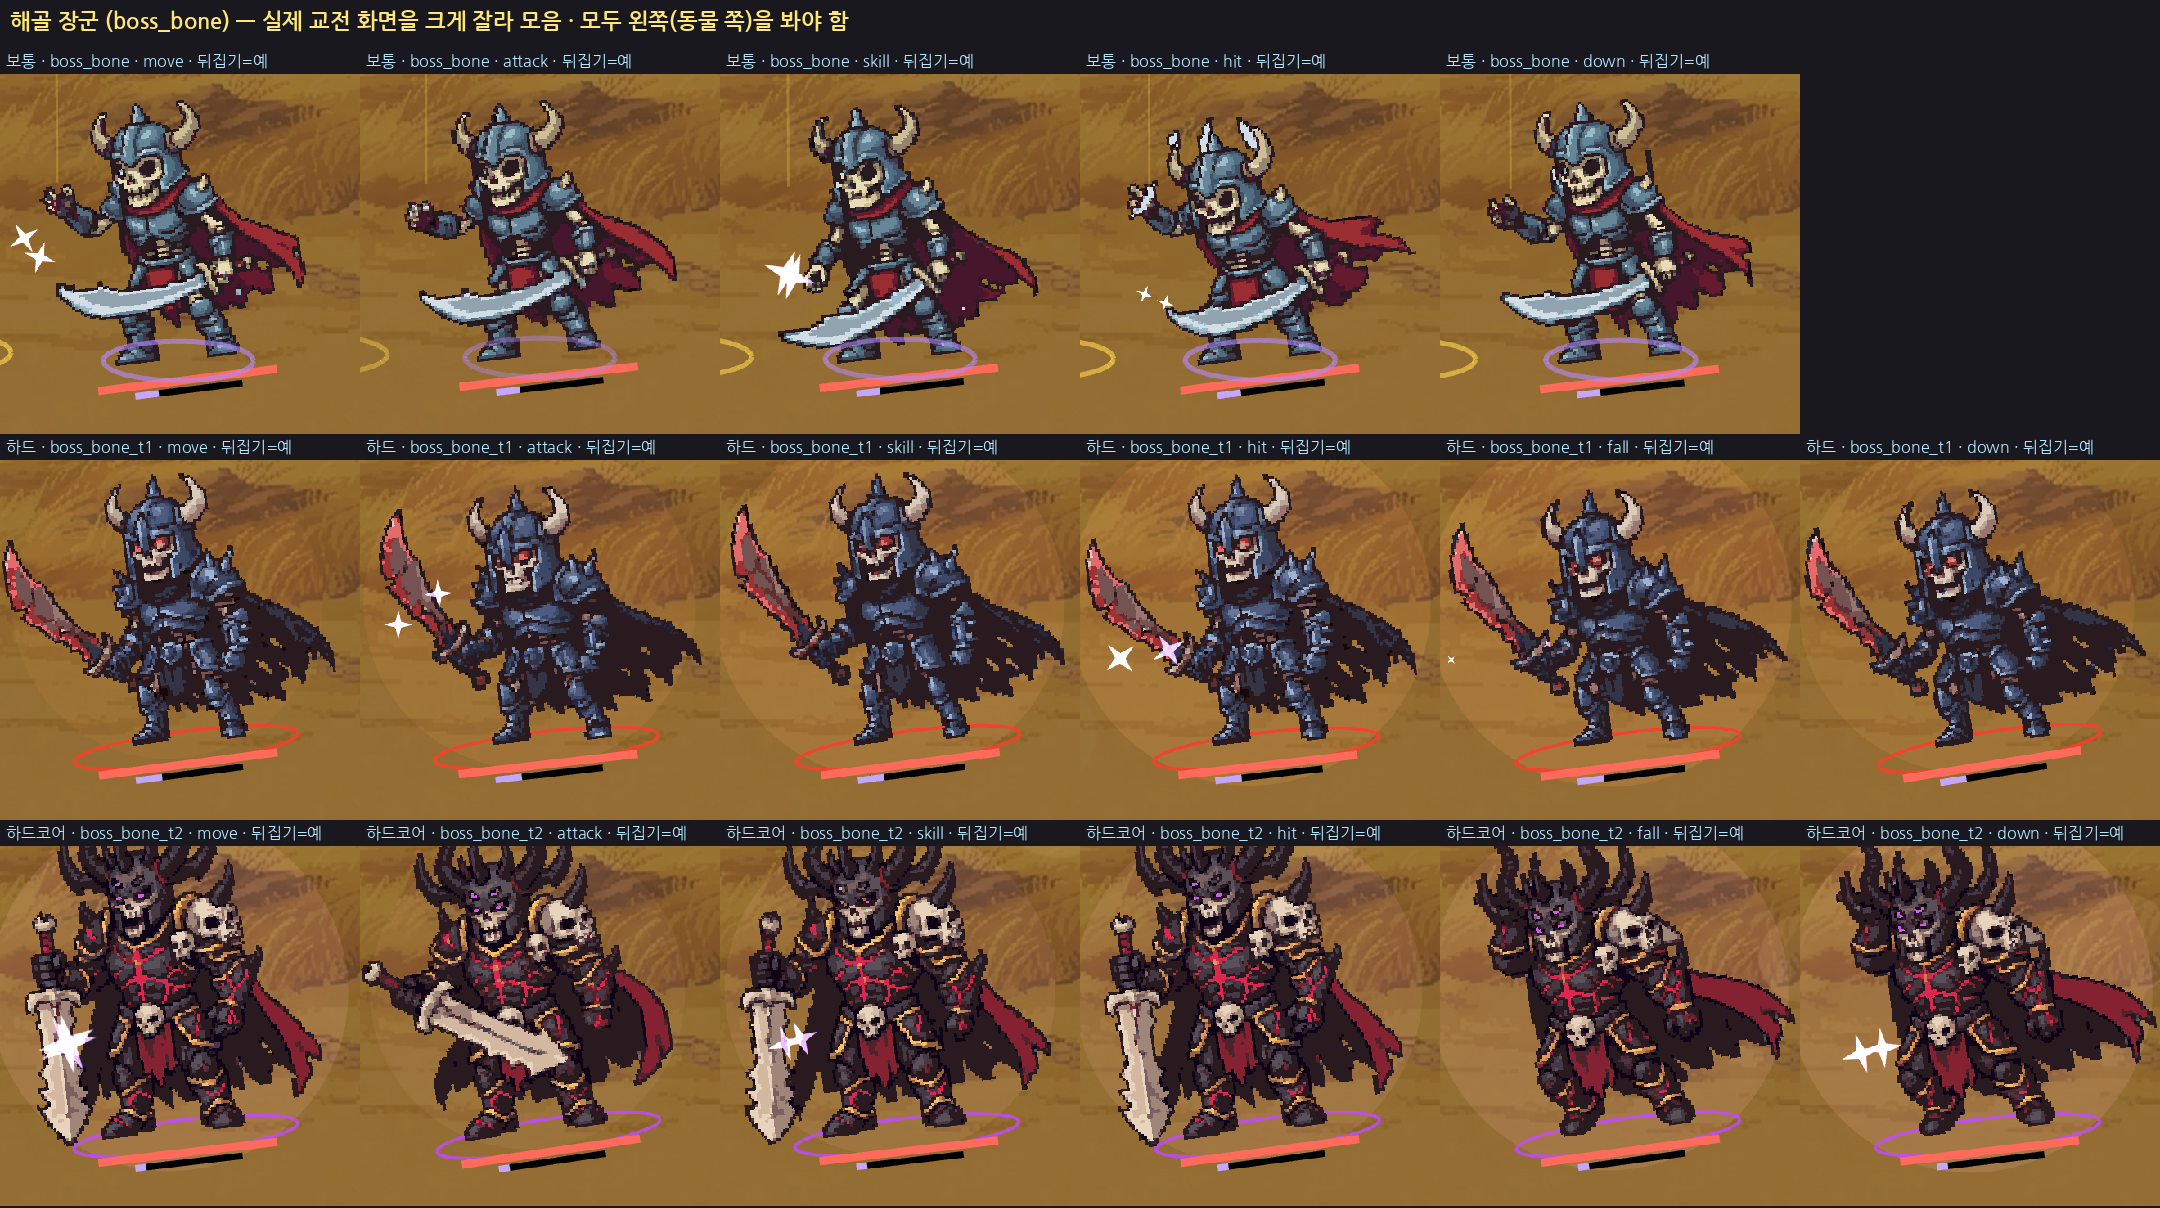 해골 장군 (boss_bone) — 실제 교전 화면을 크게 잘라 모음 · 모두 왼쪽(동물 쪽)을 봐야 함
보통 · boss_bone · move · 뒤집기=예
보통 · boss_bone · attack · 뒤집기=예
보통 · boss_bone · skill · 뒤집기=예
보통 · boss_bone · hit · 뒤집기=예
보통 · boss_bone · down · 뒤집기=예
하드 · boss_bone_t1 · move · 뒤집기=예
하드 · boss_bone_t1 · attack · 뒤집기=예
하드 · boss_bone_t1 · skill · 뒤집기=예
하드 · boss_bone_t1 · hit · 뒤집기=예
하드 · boss_bone_t1 · fall · 뒤집기=예
하드 · boss_bone_t1 · down · 뒤집기=예
하드코어 · boss_bone_t2 · move · 뒤집기=예
하드코어 · boss_bone_t2 · attack · 뒤집기=예
하드코어 · boss_bone_t2 · skill · 뒤집기=예
하드코어 · boss_bone_t2 · hit · 뒤집기=예
하드코어 · boss_bone_t2 · fall · 뒤집기=예
하드코어 · boss_bone_t2 · down · 뒤집기=예